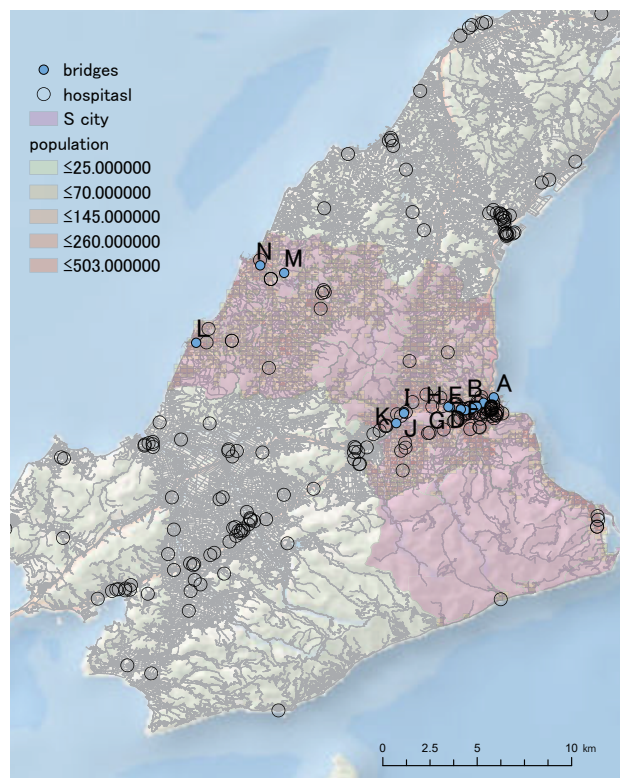 bridges
hospitasl
S city
population
≤25.000000
≤70.000000
≤145.000000
≤260.000000
≤503.000000
N
M
L
A
B
H
E
I
K
G
D
J
0 2.5 5 10 km